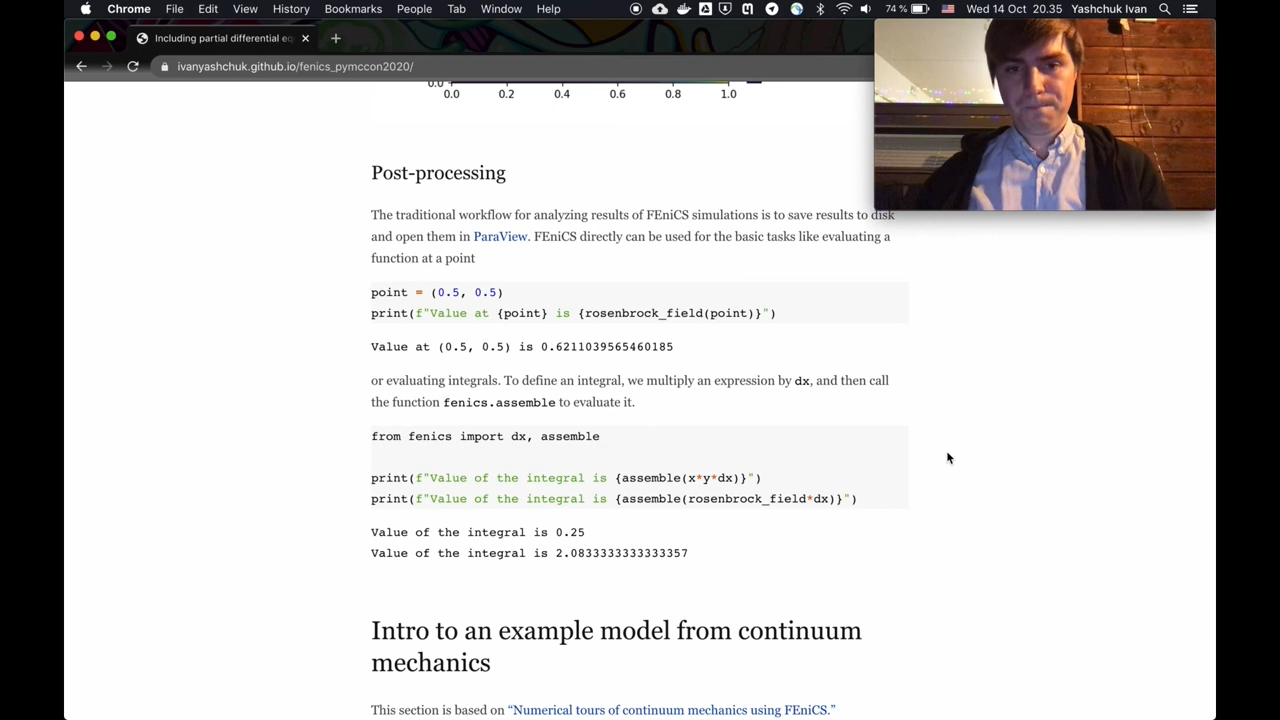 Chrome File Edit View History Bookmarks People Tab Window Help 74 % Wed 14 Oct 20.35 Yashchuk Ivan
Including partial differential eq
ivanyashchuk.github.io/fenics_pymccon2020/
0.0
0.0 0.2 0.4 0.6 0.8 1.0
Post-processing
The traditional workflow for analyzing results of FEniCS simulations is to save results to disk
and open them in ParaView. FEniCS directly can be used for the basic tasks like evaluating a
function at a point
point = (0.5, 0.5)
print(f"Value at {point} is {rosenbrock_field(point)}")
Value at (0.5, 0.5) is 0.6211039565460185
or evaluating integrals. To define an integral, we multiply an expression by dx, and then call
the function fenics.assemble to evaluate it.
from fenics import dx, assemble
print(f"Value of the integral is {assemble(x*y*dx)}")
print(f"Value of the integral is {assemble(rosenbrock_field*dx)}")
Value of the integral is 0.25
Value of the integral is 2.0833333333333357
Intro to an example model from continuum
mechanics
This section is based on “Numerical tours of continuum mechanics using FEniCS.”